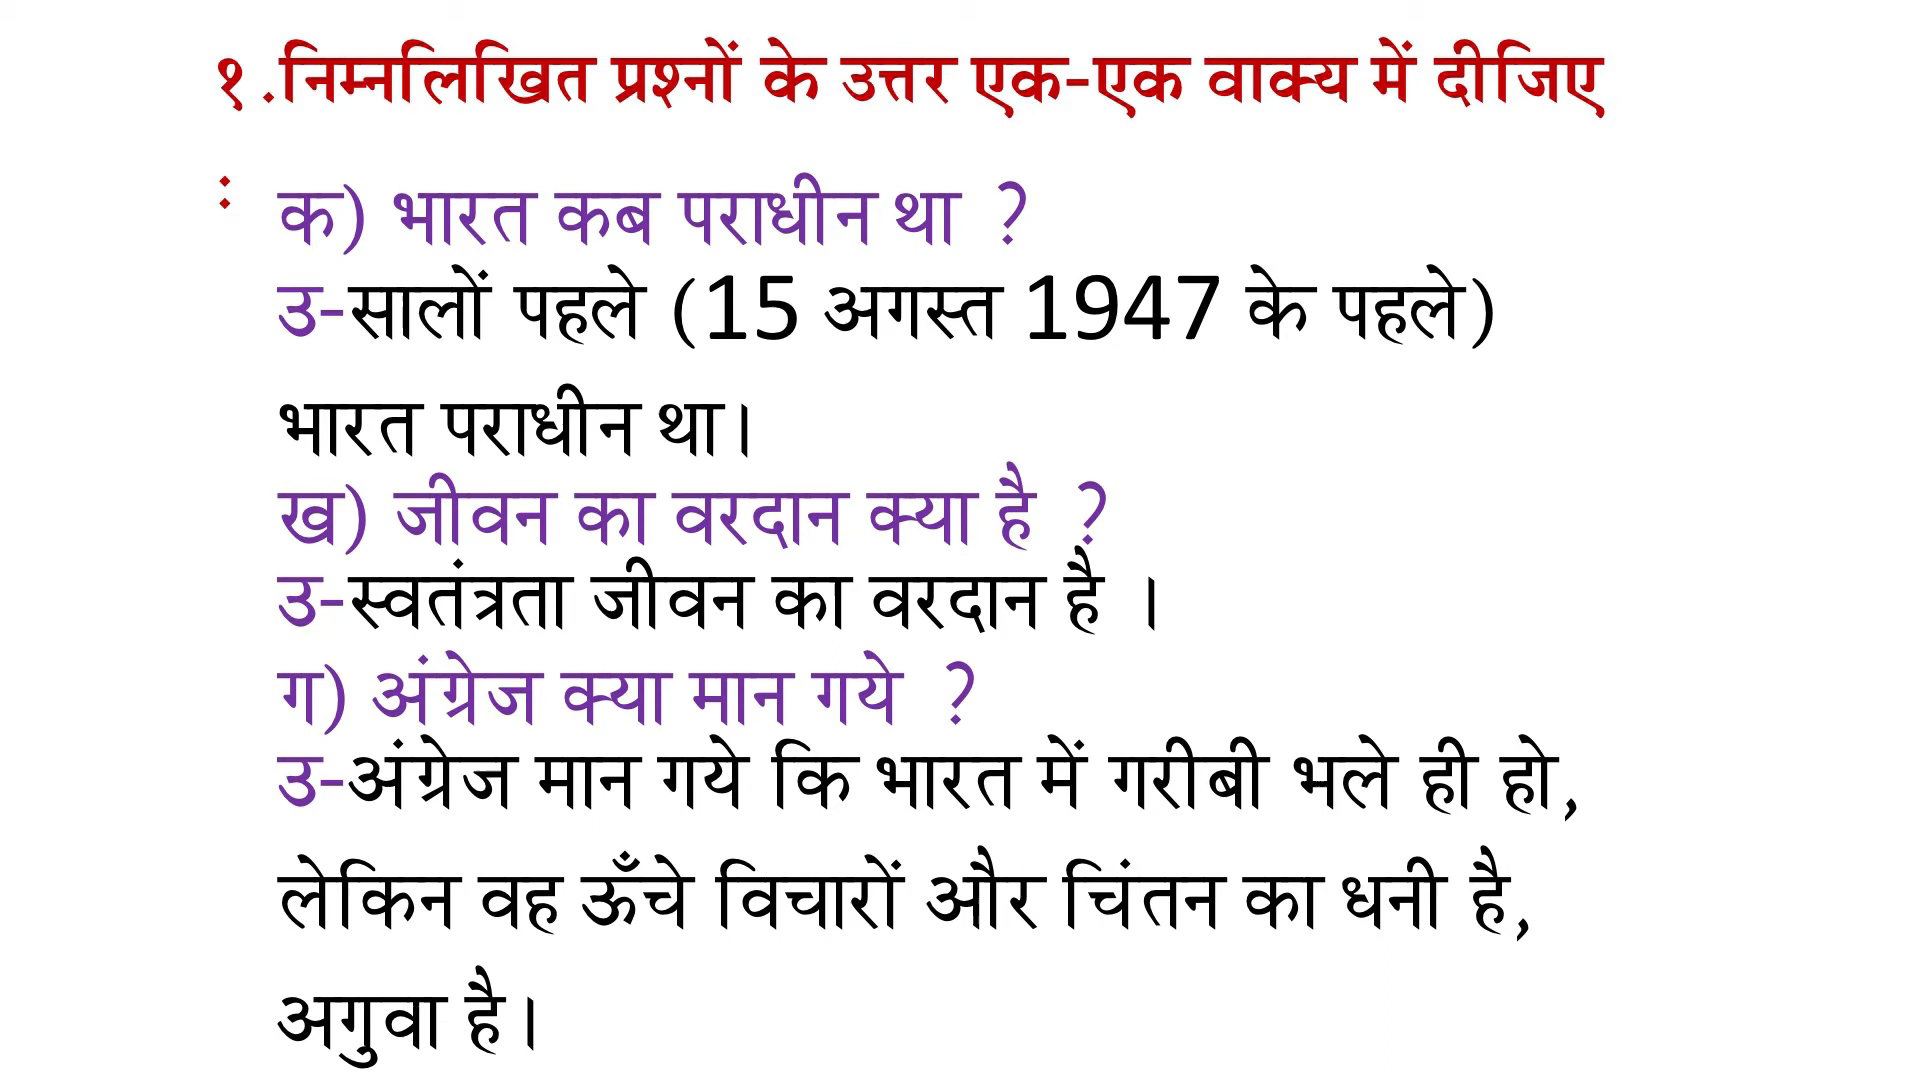 १.निम्नलिखित प्रश्नों के उत्तर एक-एक वाक्य में दीजिए
:
क) भारत कब पराधीन था ?
उ-सालों पहले (15 अगस्त 1947 के पहले)
भारत पराधीन था।
ख) जीवन का वरदान क्या है ?
उ-स्वतंत्रता जीवन का वरदान है ।
ग) अंग्रेज क्या मान गये ?
उ-अंग्रेज मान गये कि भारत में गरीबी भले ही हो,
लेकिन वह ऊँचे विचारों और चिंतन का धनी है,
अगुवा है।